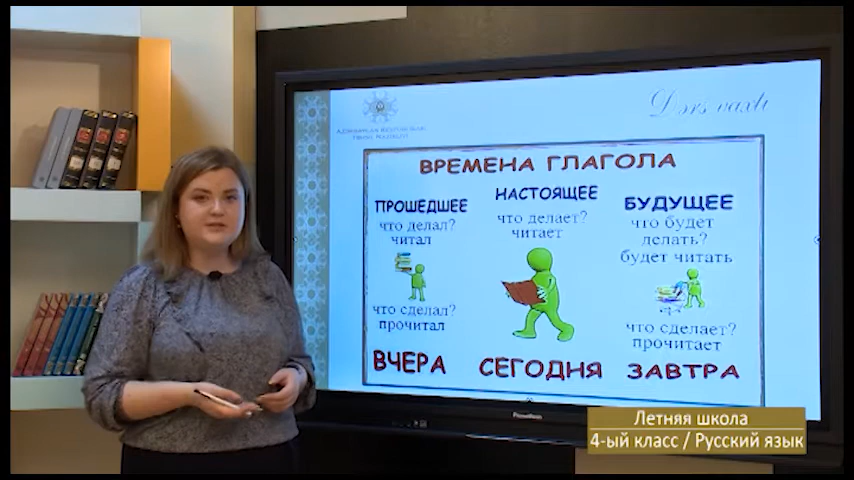 Dərs vaxtı
ВРЕМЕНА ГЛАГОЛА
ПРОШЕДШЕЕ
что делал?
читал
что сделал?
прочитал
ВЧЕРА
НАСТОЯЩЕЕ
что делает?
читает
СЕГОДНЯ
БУДУЩЕЕ
что будет
делать?
будет читать
что сделает?
прочитает
ЗАВТРА
Летняя школа
4-ый класс / Русский язык